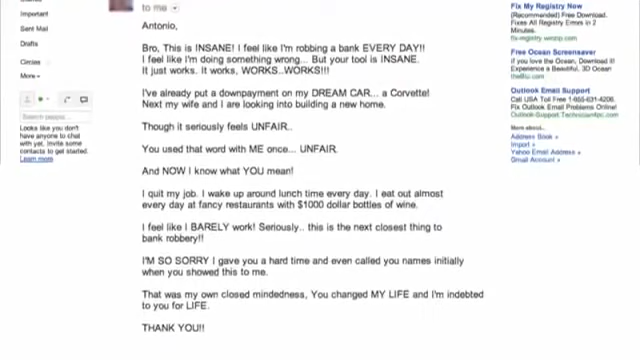 Important
Sent Mail
Drafts
Circles
More
Search people...
Looks like you don't
have anyone to chat
with yet. Invite some
contacts to get started.
Learn more
to me
Antonio,
Bro, This is INSANE! I feel like I'm robbing a bank EVERY DAY!!
I feel like I'm doing something wrong... But your tool is INSANE.
It just works. It works, WORKS..WORKS!!!
I've already put a downpayment on my DREAM CAR... a Corvette!
Next my wife and I are looking into building a new home.
Though it seriously feels UNFAIR..
You used that word with ME once... UNFAIR.
And NOW I know what YOU mean!
I quit my job. I wake up around lunch time every day. I eat out almost
every day at fancy restaurants with $1000 dollar bottles of wine.
I feel like I BARELY work! Seriously.. this is the next closest thing to
bank robbery!!
I'M SO SORRY I gave you a hard time and even called you names initially
when you showed this to me.
That was my own closed mindedness, You changed MY LIFE and I'm indebted
to you for LIFE.
THANK YOU!!
Fix My Registry Now
(Recommended) Free Download.
Fixes All Registry Errors in 2
Minutes.
Free Ocean Screensaver
If you love the Ocean, Download it!
Experience a Beautiful, 3D Ocean
Outlook Email Support
Call USA Toll Free 1-855-631-4206.
Fix Outlook Email Problems Online!
More about...
Address Book »
Import »
Yahoo Email Address »
Gmail Account »